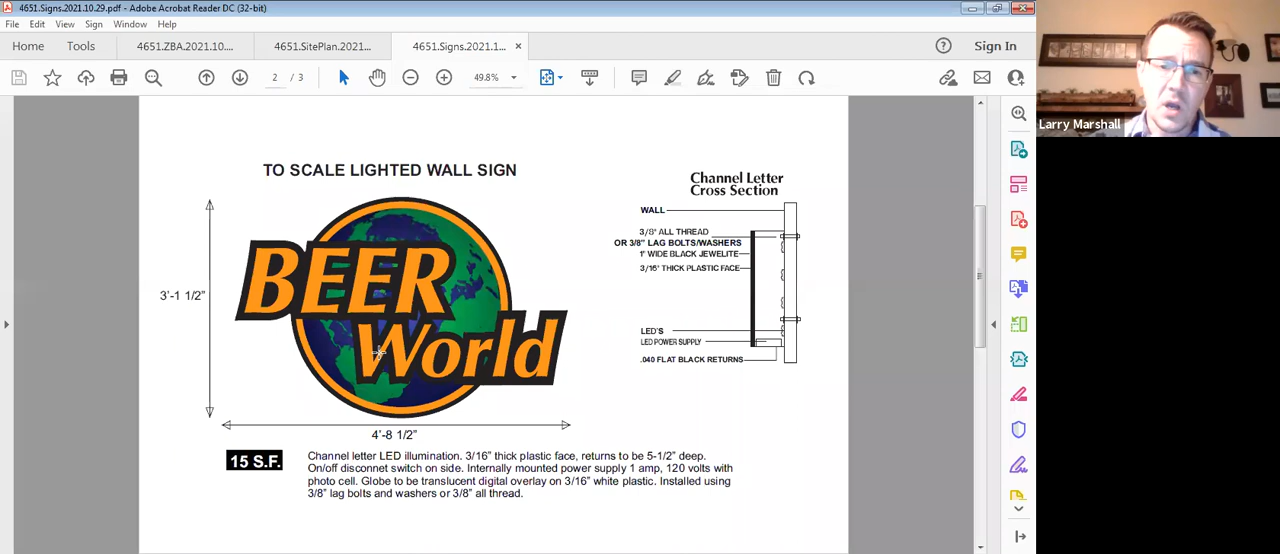 4651.Signs.2021.10.29.pdf - Adobe Acrobat Reader DC (32-bit)
File Edit View Sign Window Help
Home Tools 4651.ZBA.2021.10.... 4651.SitePlan.2021... 4651.Signs.2021.1... × Sign In
2 / 3 49.8%
Larry Marshall
TO SCALE LIGHTED WALL SIGN
Channel Letter
Cross Section
WALL
3/8" ALL THREAD
OR 3/8" LAG BOLTS/WASHERS
1" WIDE BLACK JEWELITE
3/16" THICK PLASTIC FACE
BEER
World
3'-1 1/2"
LED'S
LED POWER SUPPLY
.040 FLAT BLACK RETURNS
4'-8 1/2"
15 S.F.
Channel letter LED illumination. 3/16" thick plastic face, returns to be 5-1/2" deep.
On/off disconnet switch on side. Internally mounted power supply 1 amp, 120 volts with
photo cell. Globe to be translucent digital overlay on 3/16" white plastic. Installed using
3/8" lag bolts and washers or 3/8" all thread.